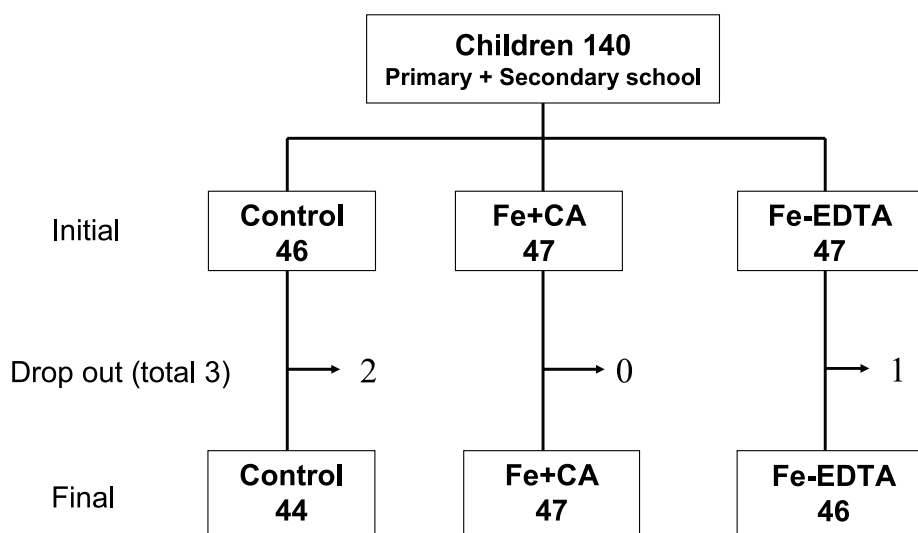 Children 140
Primary + Secondary school
Initial
Control
46
Fe+CA
47
Fe-EDTA
47
Drop out (total 3)
2
0
1
Final
Control
44
Fe+CA
47
Fe-EDTA
46